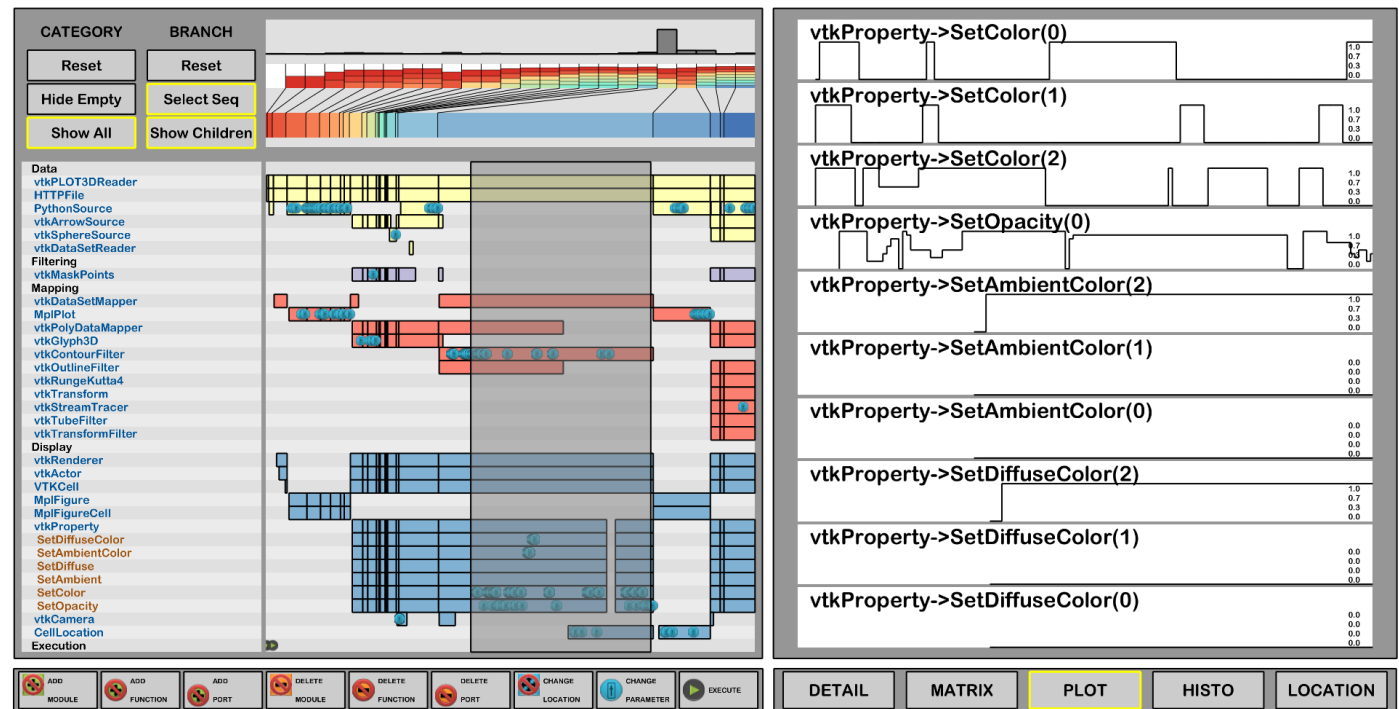 CATEGORY BRANCH
Reset Reset
Hide Empty Select Seq
Show All Show Children
Data
vtkPLOT3DReader
HTTPFile
PythonSource
vtkArrowSource
vtkSphereSource
vtkDataSetReader
Filtering
vtkMaskPoints
Mapping
vtkDataSetMapper
MplPlot
vtkPolyDataMapper
vtkGlyph3D
vtkContourFilter
vtkOutlineFilter
vtkRungeKutta4
vtkTransform
vtkStreamTracer
vtkTubeFilter
vtkTransformFilter
Display
vtkRenderer
vtkActor
VTKCell
MplFigure
MplFigureCell
vtkProperty
SetDiffuseColor
SetAmbientColor
SetDiffuse
SetAmbient
SetColor
SetOpacity
vtkCamera
CellLocation
Execution
ADD MODULE
ADD FUNCTION
ADD PORT
DELETE MODULE
DELETE FUNCTION
DELETE PORT
CHANGE LOCATION
CHANGE PARAMETER
EXECUTE
vtkProperty->SetColor(0)
1.0
0.7
0.3
0.0
vtkProperty->SetColor(1)
1.0
0.7
0.3
0.0
vtkProperty->SetColor(2)
1.0
0.7
0.3
0.0
vtkProperty->SetOpacity(0)
1.0
0.7
0.3
0.0
vtkProperty->SetAmbientColor(2)
1.0
0.7
0.3
0.0
vtkProperty->SetAmbientColor(1)
0.0
0.0
0.0
0.0
vtkProperty->SetAmbientColor(0)
0.0
0.0
0.0
0.0
vtkProperty->SetDiffuseColor(2)
1.0
0.7
0.3
0.0
vtkProperty->SetDiffuseColor(1)
0.0
0.0
0.0
0.0
vtkProperty->SetDiffuseColor(0)
0.0
0.0
0.0
0.0
DETAIL MATRIX PLOT HISTO LOCATION